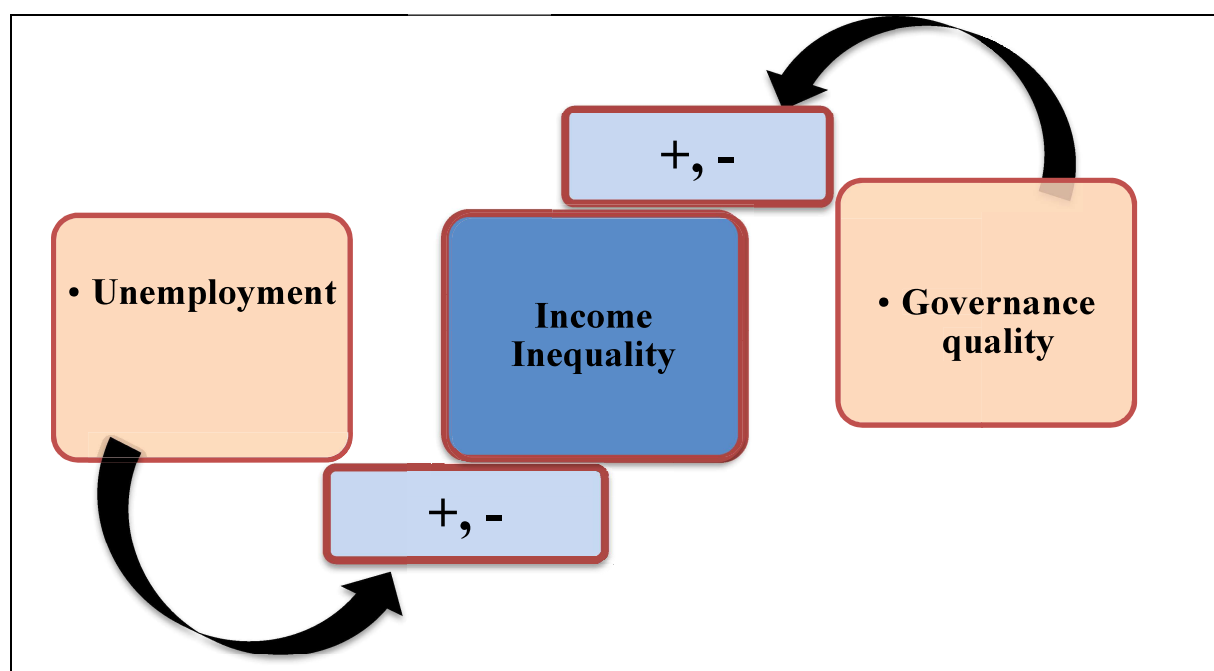 +, -
• Unemployment
Income
Inequality
• Governance
quality
+, -